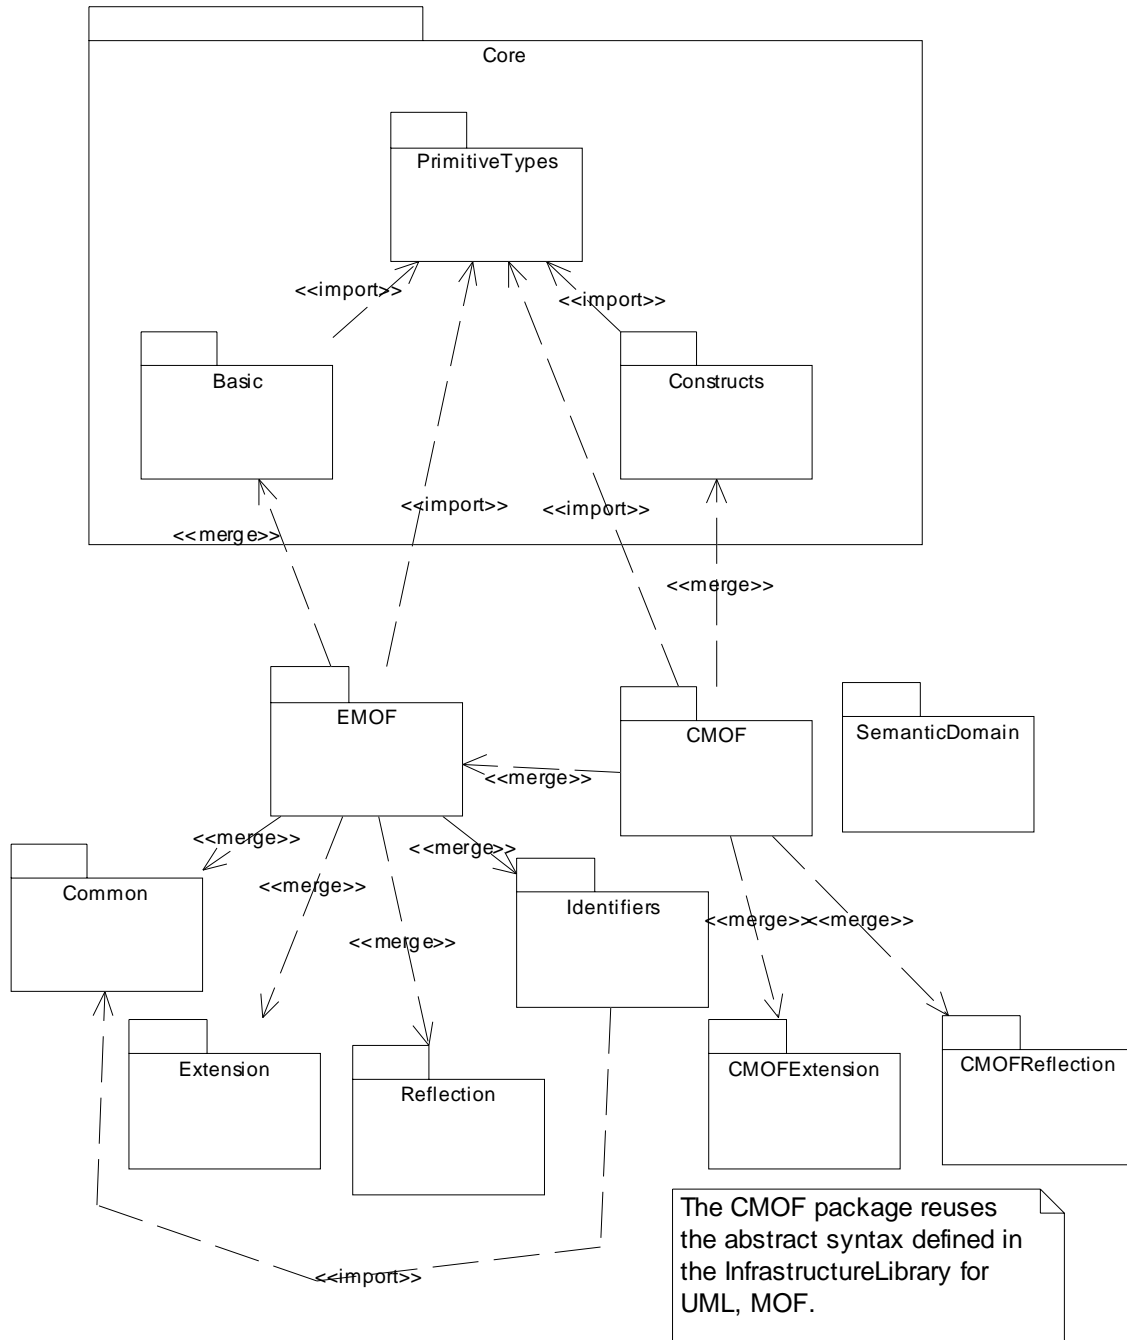 Core
PrimitiveTypes
<<import>>
<<import>>
Basic
Constructs
<<import>>
<<import>>
<<merge>>
<<merge>>
EMOF
CMOF
SemanticDomain
<<merge>>
<<merge>>
<<merge>>
<<merge>>
Common
Identifiers
<<merge>>
<<merge>>
<<merge>>
Extension
Reflection
CMOFExtension
CMOFReflection
The CMOF package reuses
the abstract syntax defined in
the InfrastructureLibrary for
UML, MOF.
<<import>>